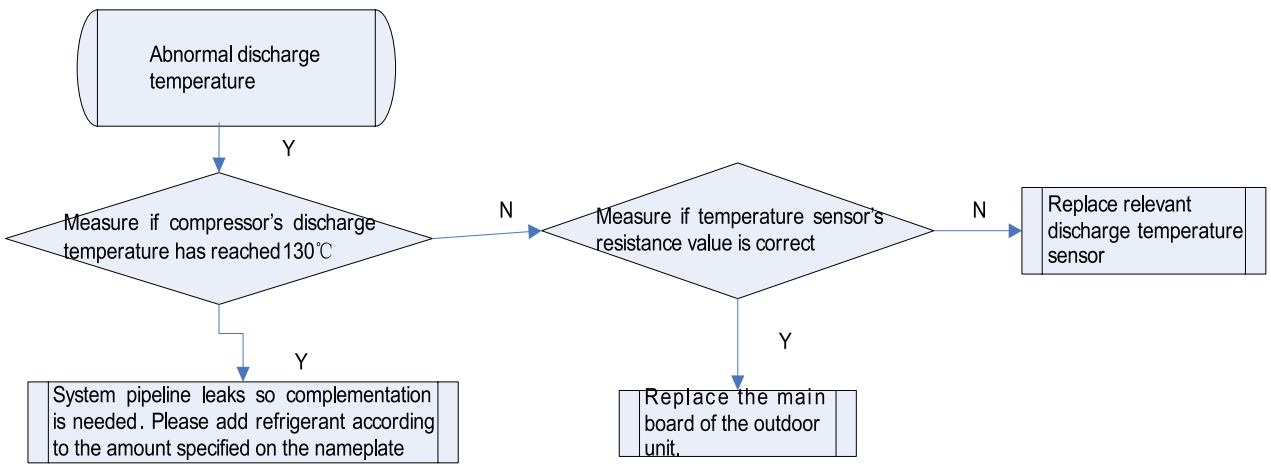 Abnormal discharge
temperature
Y
Measure if compressor's discharge
temperature has reached 130℃
N
Measure if temperature sensor's
resistance value is correct
N
Replace relevant
discharge temperature
sensor
Y
System pipeline leaks so complementation
is needed. Please add refrigerant according
to the amount specified on the nameplate
Y
Replace the main
board of the outdoor
unit.